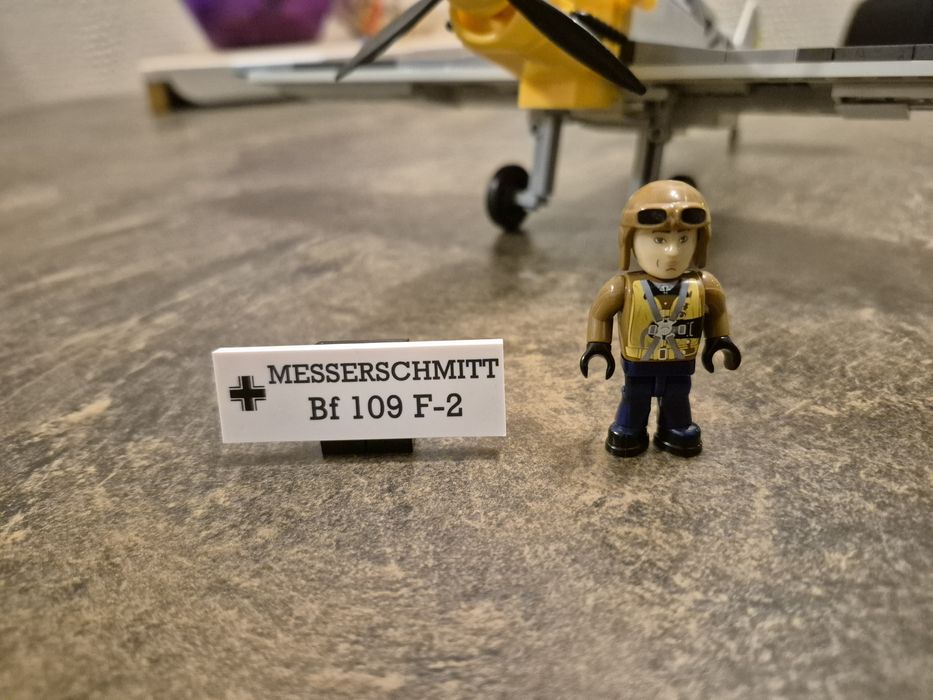 MESSERSCHMITT
Bf 109 F-2